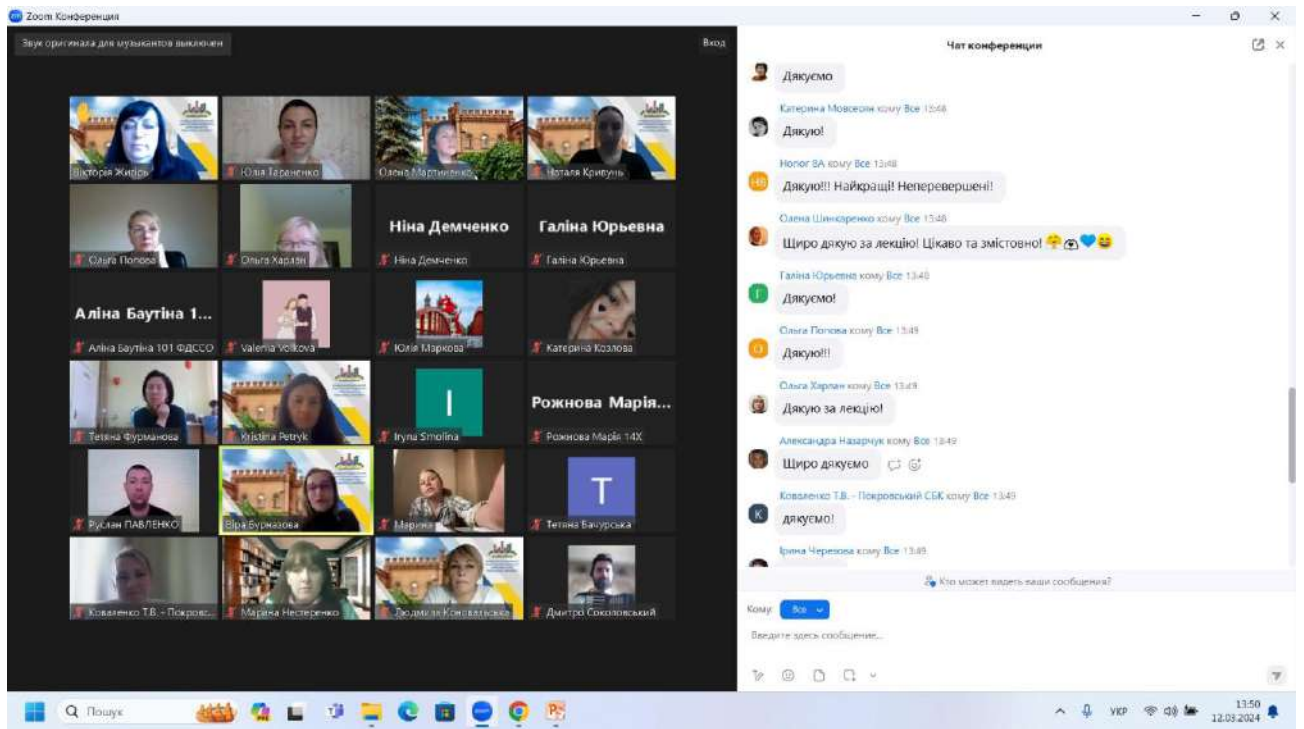 Zoom Конференция
Звук оригинала для музыкантов выключен
Вход
Вікторія Жигірь
Юлія Тараненко
Олена Мартиненко
Наталя Кривунь
Ольга Попова
Ольга Харлан
Ніна Демченко
Ніна Демченко
Галіна Юрьевна
Галіна Юрьевна
Аліна Баутіна 1...
Аліна Баутіна 101 ФДССО
Valeriia Volkova
Юлія Маркова
Катерина Козлова
Тетяна Фурманова
Kristina Petryk
I
Iryna Smolina
Рожнова Марія...
Рожнова Марія 14Х
Руслан ПАВЛЕНКО
Віра Бурназова
Марина
Т
Тетяна Бачурська
Коваленко Т.В. - Покровс...
Марина Нестеренко
Людмила Коновальська
Дмитро Соколовський
Чат конференции
Дякуємо
Катерина Мовсесян кому Все 13:48
Дякую!
Honor 8A кому Все 13:48
H8
Дякую!!! Найкращі! Неперевершені!
Олена Шинкаренко кому Все 13:48
Щиро дякую за лекцію! Цікаво та змістовно!
Галіна Юрьевна кому Все 13:48
Г
Дякуємо!
Ольга Попова кому Все 13:49
О
Дякую!!!
Ольга Харлан кому Все 13:49
Дякую за лекцію!
Александра Назарчук кому Все 13:49
Щиро дякуємо
Коваленко Т.В. - Покровський СБК кому Все 13:49
К
дякуємо!
Ірина Черезова кому Все 13:49
Кто может видеть ваши сообщения?
Кому: Все
Введите здесь сообщение...
Пошук
УКР
13:50
12.03.2024